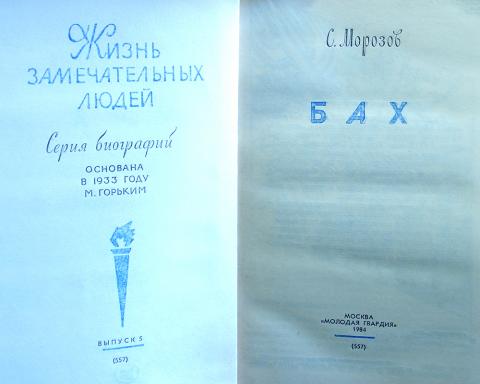 Жизнь
ЗАМЕЧАТЕЛЬНЫХ
ЛЮДЕЙ
Серия биографий
ОСНОВАНА
В 1933 ГОДУ
М. ГОРЬКИМ
ВЫПУСК 5
(557)
С. Морозов
БАХ
МОСКВА
«МОЛОДАЯ ГВАРДИЯ»
1984
(557)